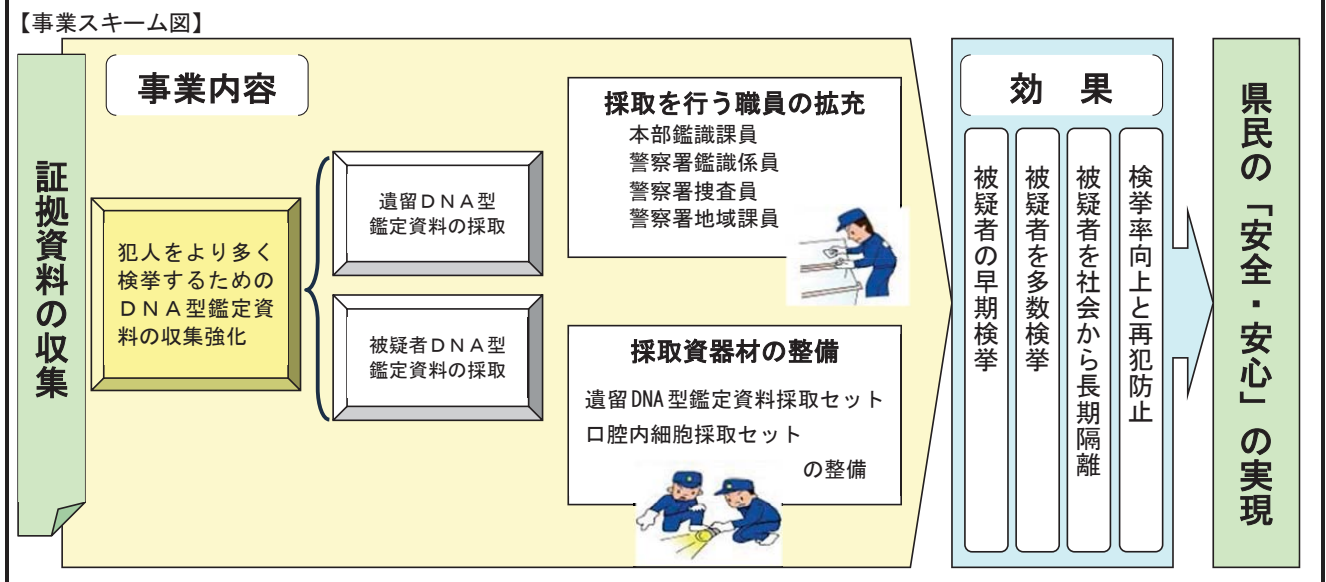 【事業スキーム図】
証拠資料の収集
事業内容
犯人をより多く
検挙するための
ＤＮＡ型鑑定資
料の収集強化
遺留ＤＮＡ型
鑑定資料の採取
被疑者ＤＮＡ型
鑑定資料の採取
採取を行う職員の拡充
本部鑑識課員
警察署鑑識係員
警察署捜査員
警察署地域課員
採取資器材の整備
遺留DNA型鑑定資料採取セット
口腔内細胞採取セット
の整備
効　果
被疑者の早期検挙
被疑者を多数検挙
被疑者を社会から長期隔離
検挙率向上と再犯防止
県民の「安全・安心」の実現